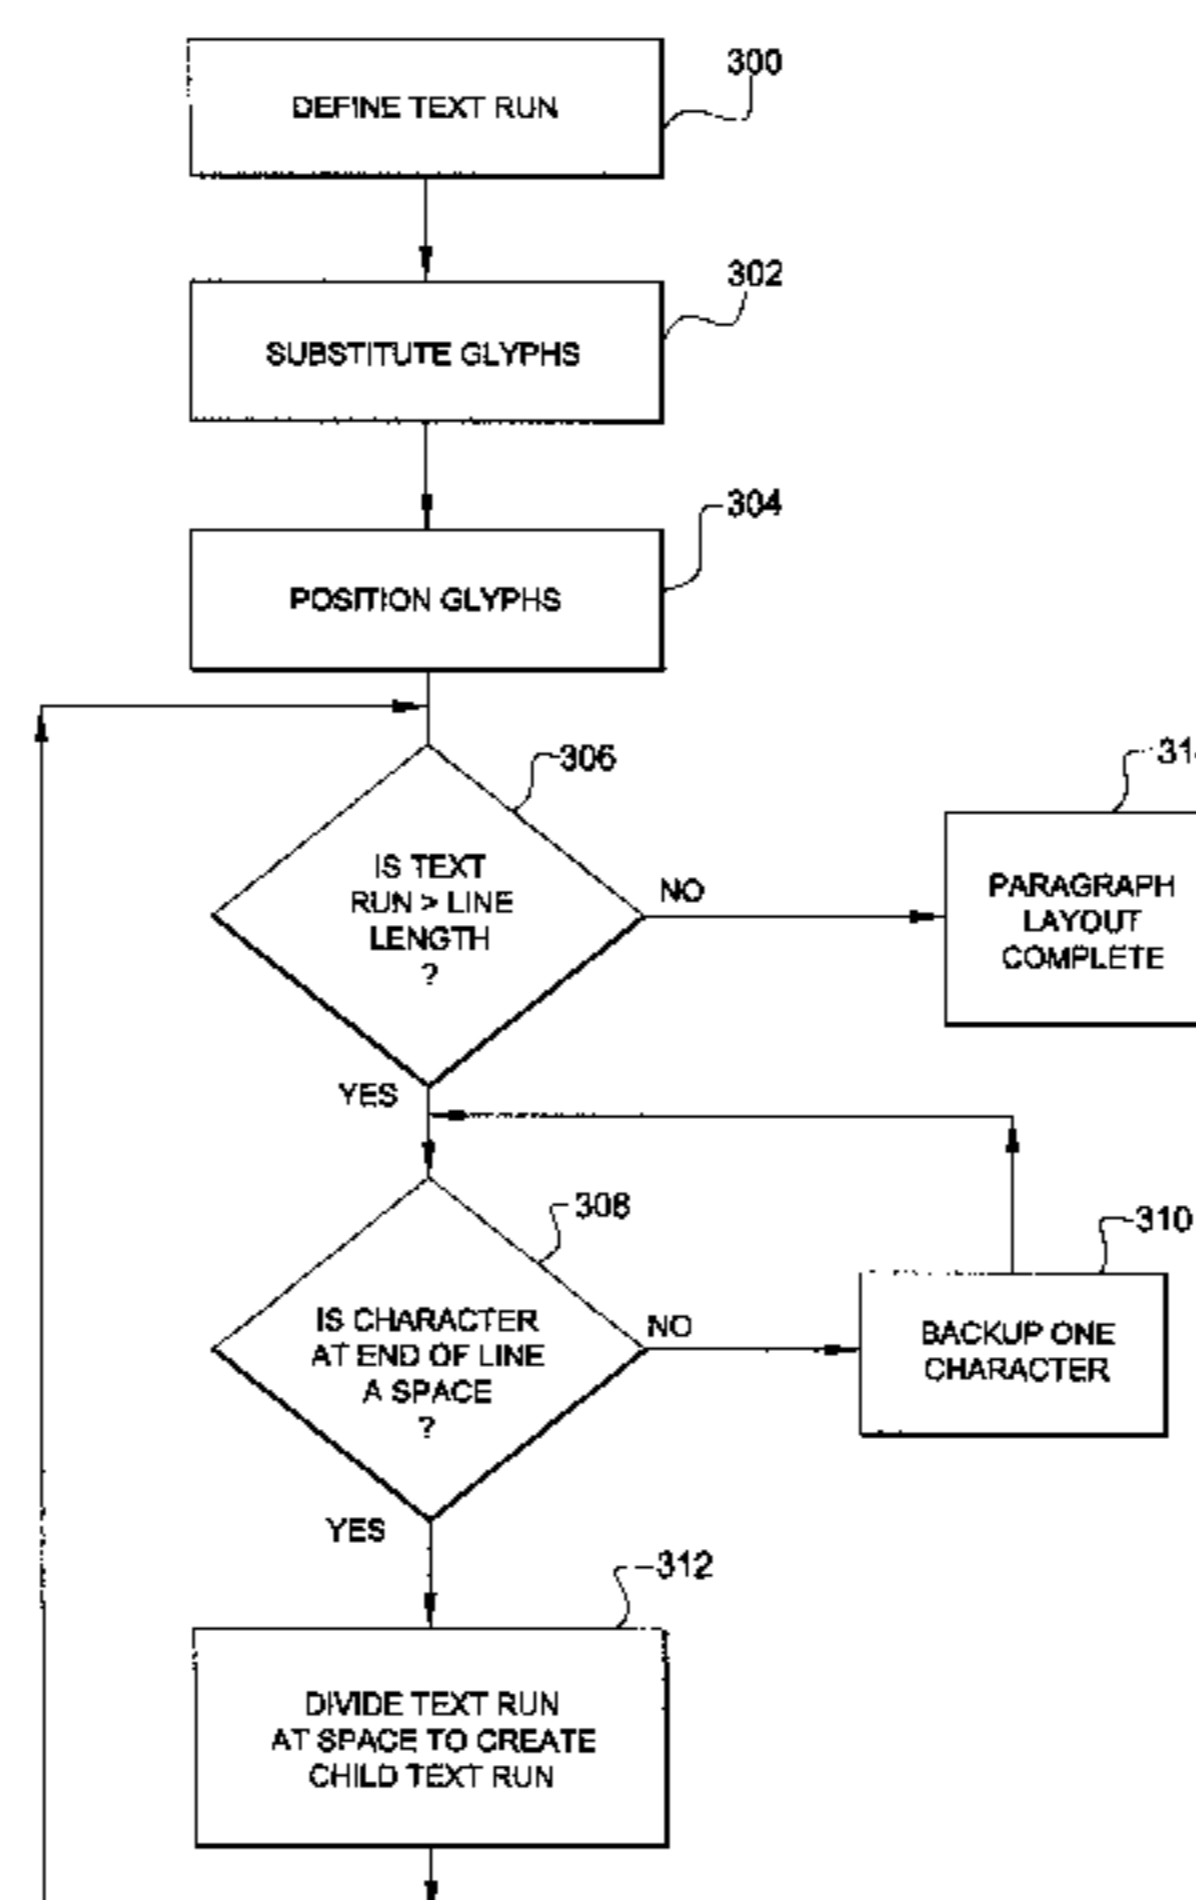 300
DEFINE TEXT RUN
302
SUBSTITUTE GLYPHS
304
POSITION GLYPHS
306
IS TEXT
RUN > LINE
LENGTH
?
NO
PARAGRAPH
LAYOUT
COMPLETE
YES
308
IS CHARACTER
AT END OF LINE
A SPACE
?
NO
310
BACKUP ONE
CHARACTER
YES
312
DIVIDE TEXT RUN
AT SPACE TO CREATE
CHILD TEXT RUN